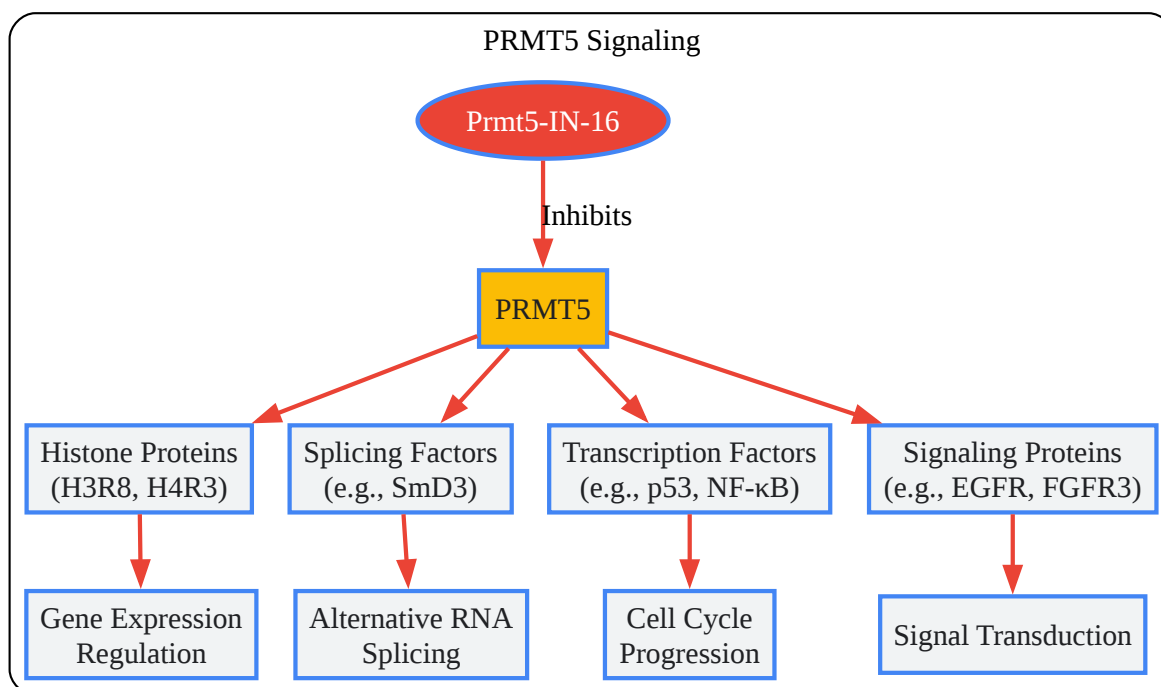 PRMT5 Signaling
Prmt5-IN-16
Inhibits
PRMT5
Histone Proteins
(H3R8, H4R3)
Splicing Factors
(e.g., SmD3)
Transcription Factors
(e.g., p53, NF-κB)
Signaling Proteins
(e.g., EGFR, FGFR3)
Gene Expression
Regulation
Alternative RNA
Splicing
Cell Cycle
Progression
Signal Transduction